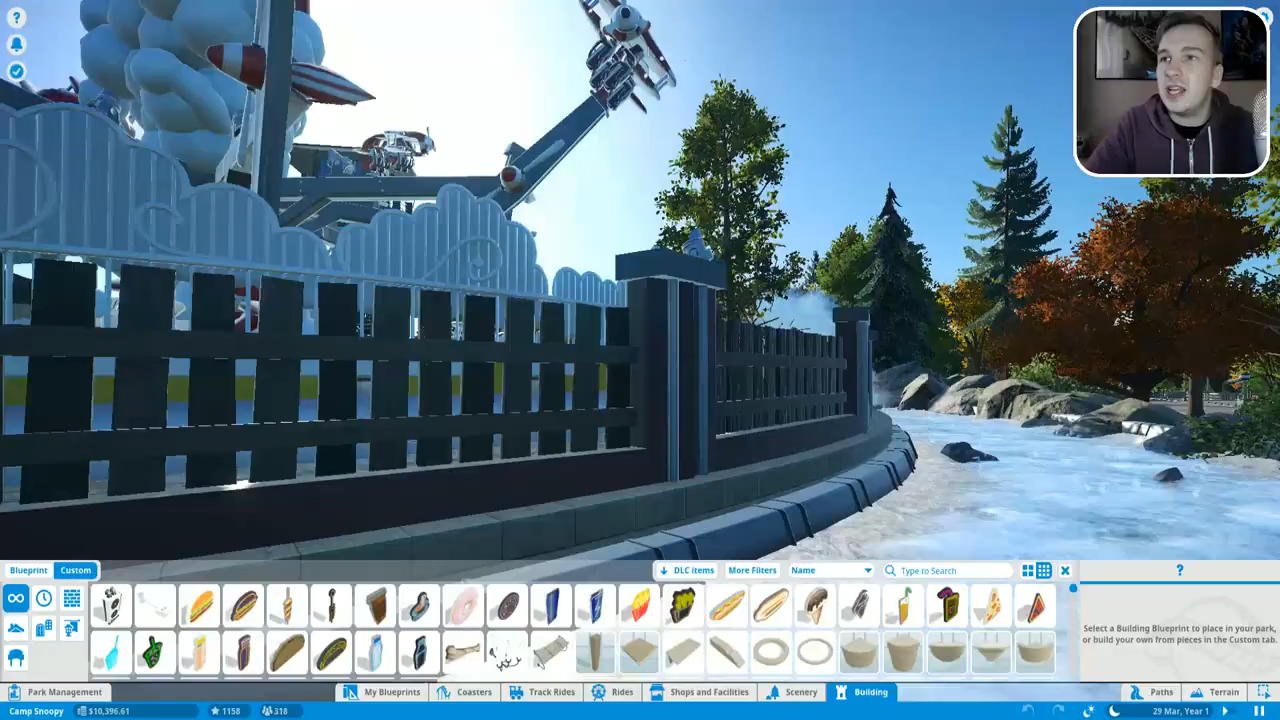 ?
Blueprint Custom DLC items More Filters Name Type to Search ?
Select a Building Blueprint to place in your park,
or build your own from pieces in the Custom tab.
Park Management My Blueprints Coasters Track Rides Rides Shops and Facilities Scenery Building Paths Terrain
Camp Snoopy $10,396.61 1158 318 29 Mar, Year 1